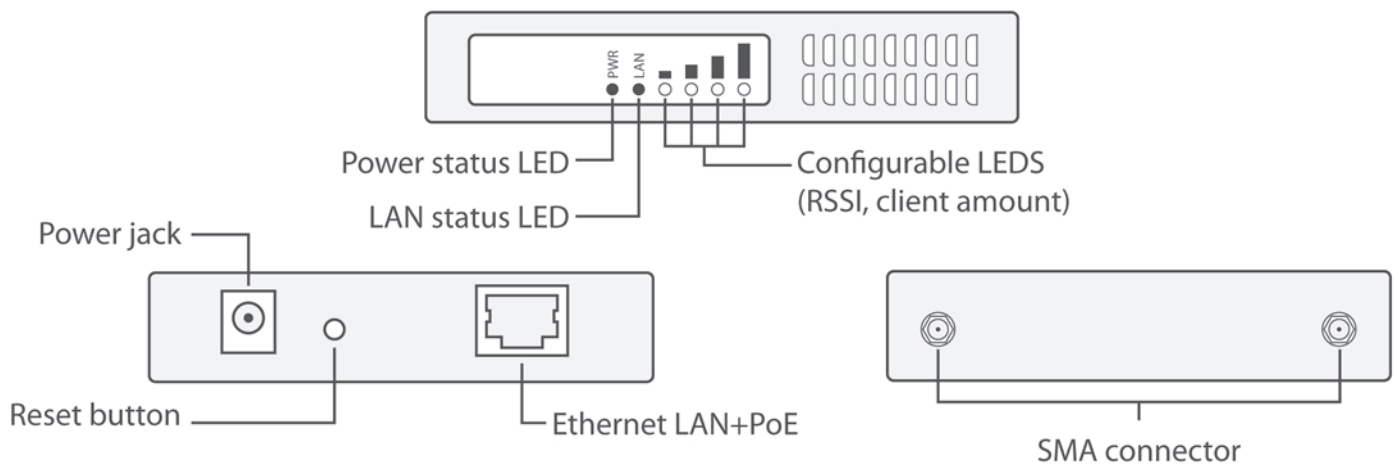 PWR
LAN
Power status LED
Configurable LEDS
(RSSI, client amount)
LAN status LED
Power jack
Reset button
Ethernet LAN+PoE
SMA connector